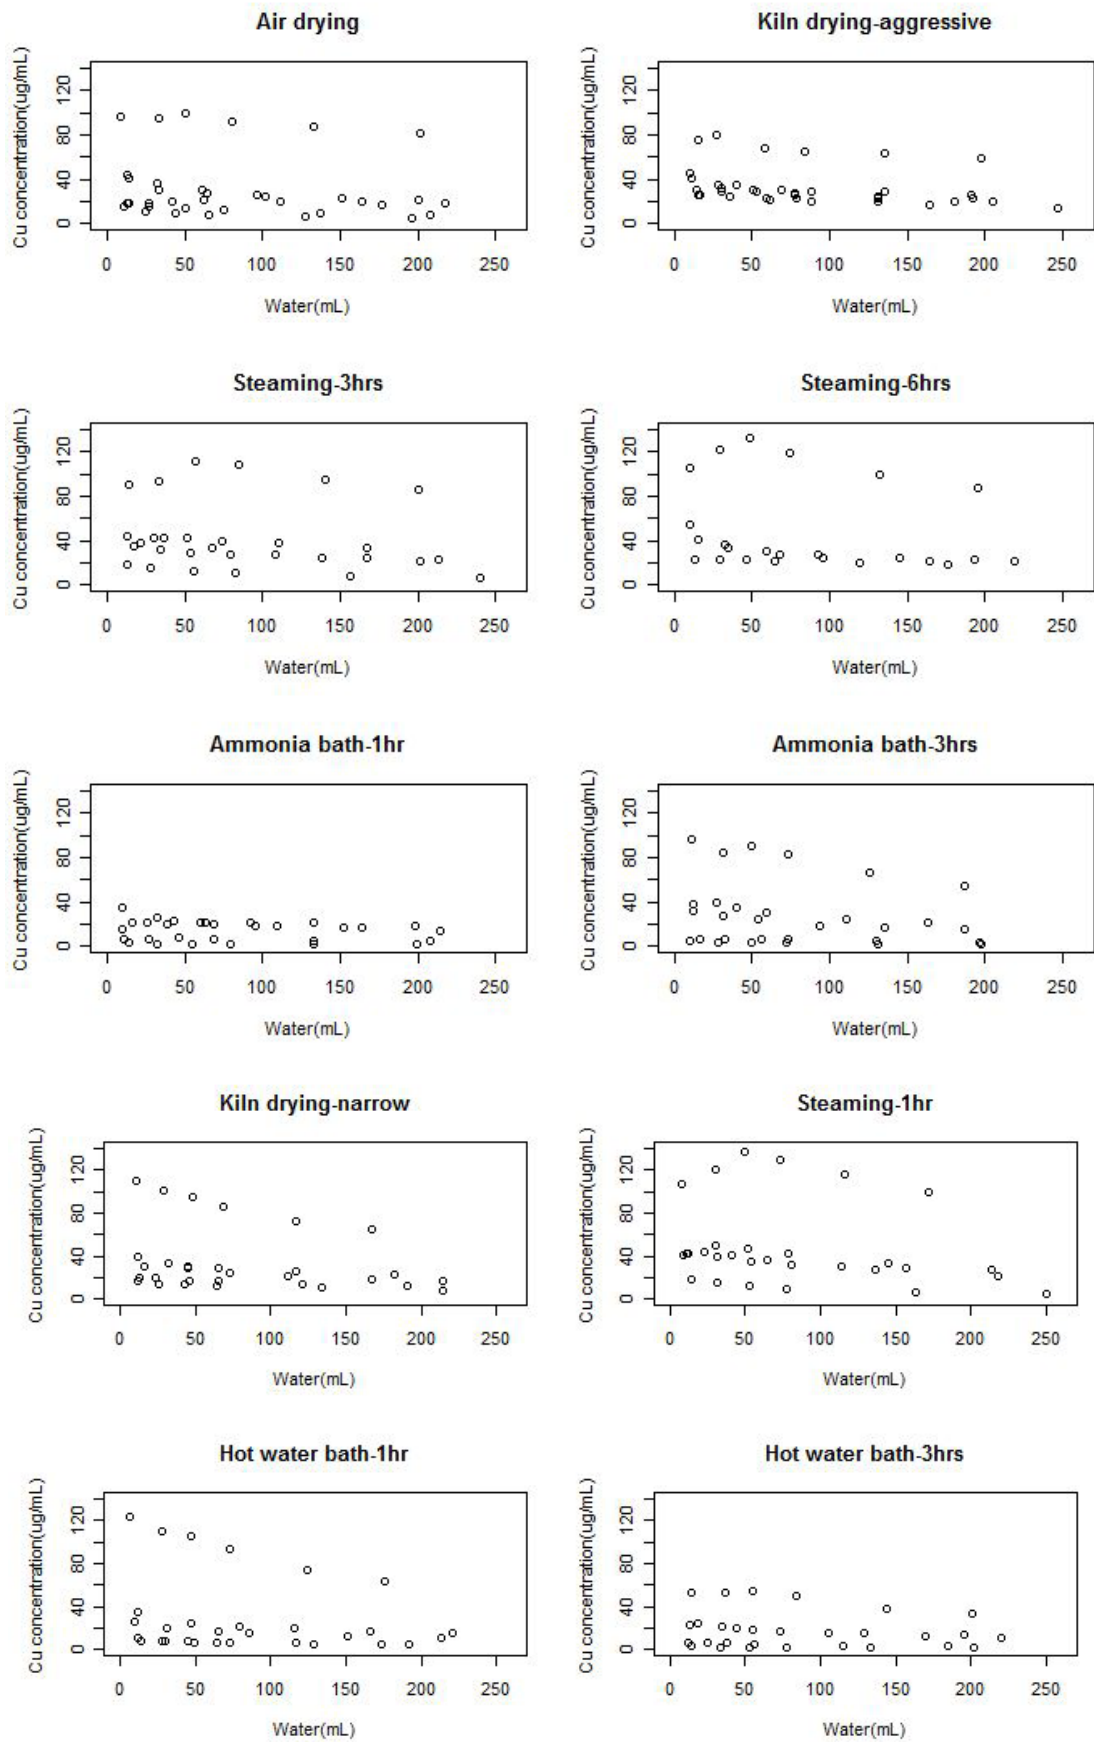 Air drying
Kiln drying-aggressive
Cu concentration(ug/mL)
0 40 80 120
0 50 100 150 200 250
Water(mL)
Cu concentration(ug/mL)
0 40 80 120
0 50 100 150 200 250
Water(mL)
Steaming-3hrs
Steaming-6hrs
Cu concentration(ug/mL)
0 40 80 120
0 50 100 150 200 250
Water(mL)
Cu concentration(ug/mL)
0 40 80 120
0 50 100 150 200 250
Water(mL)
Ammonia bath-1hr
Ammonia bath-3hrs
Cu concentration(ug/mL)
0 40 80 120
0 50 100 150 200 250
Water(mL)
Cu concentration(ug/mL)
0 40 80 120
0 50 100 150 200 250
Water(mL)
Kiln drying-narrow
Steaming-1hr
Cu concentration(ug/mL)
0 40 80 120
0 50 100 150 200 250
Water(mL)
Cu concentration(ug/mL)
0 40 80 120
0 50 100 150 200 250
Water(mL)
Hot water bath-1hr
Hot water bath-3hrs
Cu concentration(ug/mL)
0 40 80 120
0 50 100 150 200 250
Water(mL)
Cu concentration(ug/mL)
0 40 80 120
0 50 100 150 200 250
Water(mL)